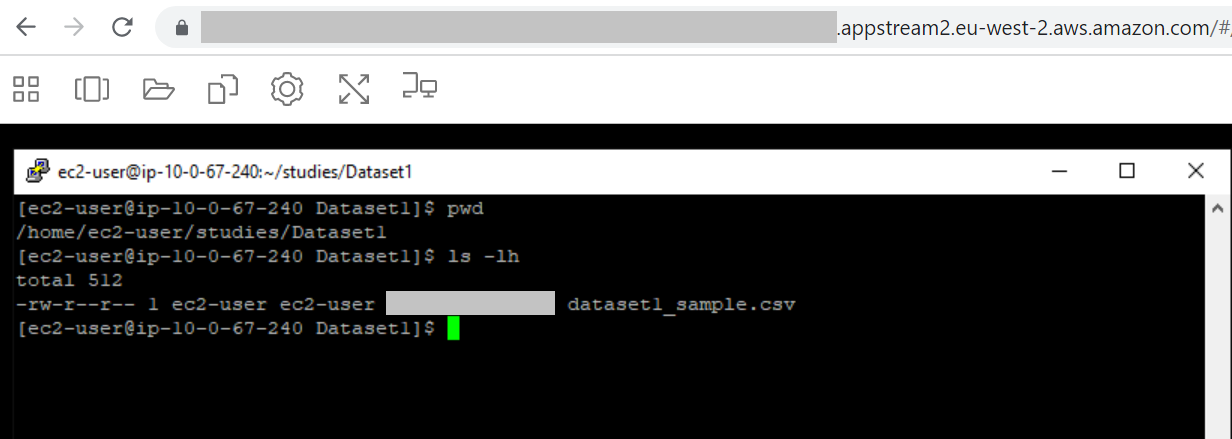 .appstream2.eu-west-2.aws.amazon.com/#
ec2-user@ip-10-0-67-240:~/studies/Dataset1
[ec2-user@ip-10-0-67-240 Dataset1]$ pwd
/home/ec2-user/studies/Dataset1
[ec2-user@ip-10-0-67-240 Dataset1]$ ls -lh
total 512
-rw-r--r-- 1 ec2-user ec2-user dataset1_sample.csv
[ec2-user@ip-10-0-67-240 Dataset1]$